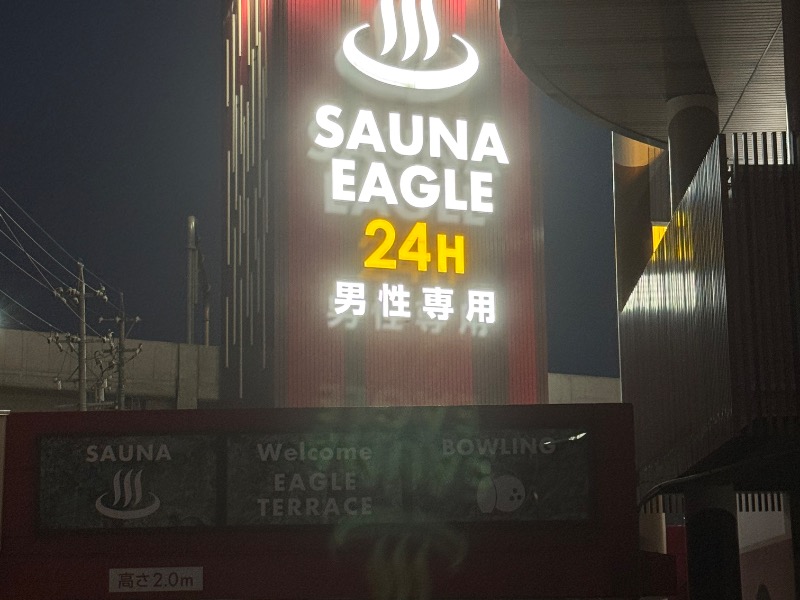 SAUNA
EAGLE
24H
男性専用
SAUNA
Welcome
EAGLE
TERRACE
BOWLING
高さ2.0m